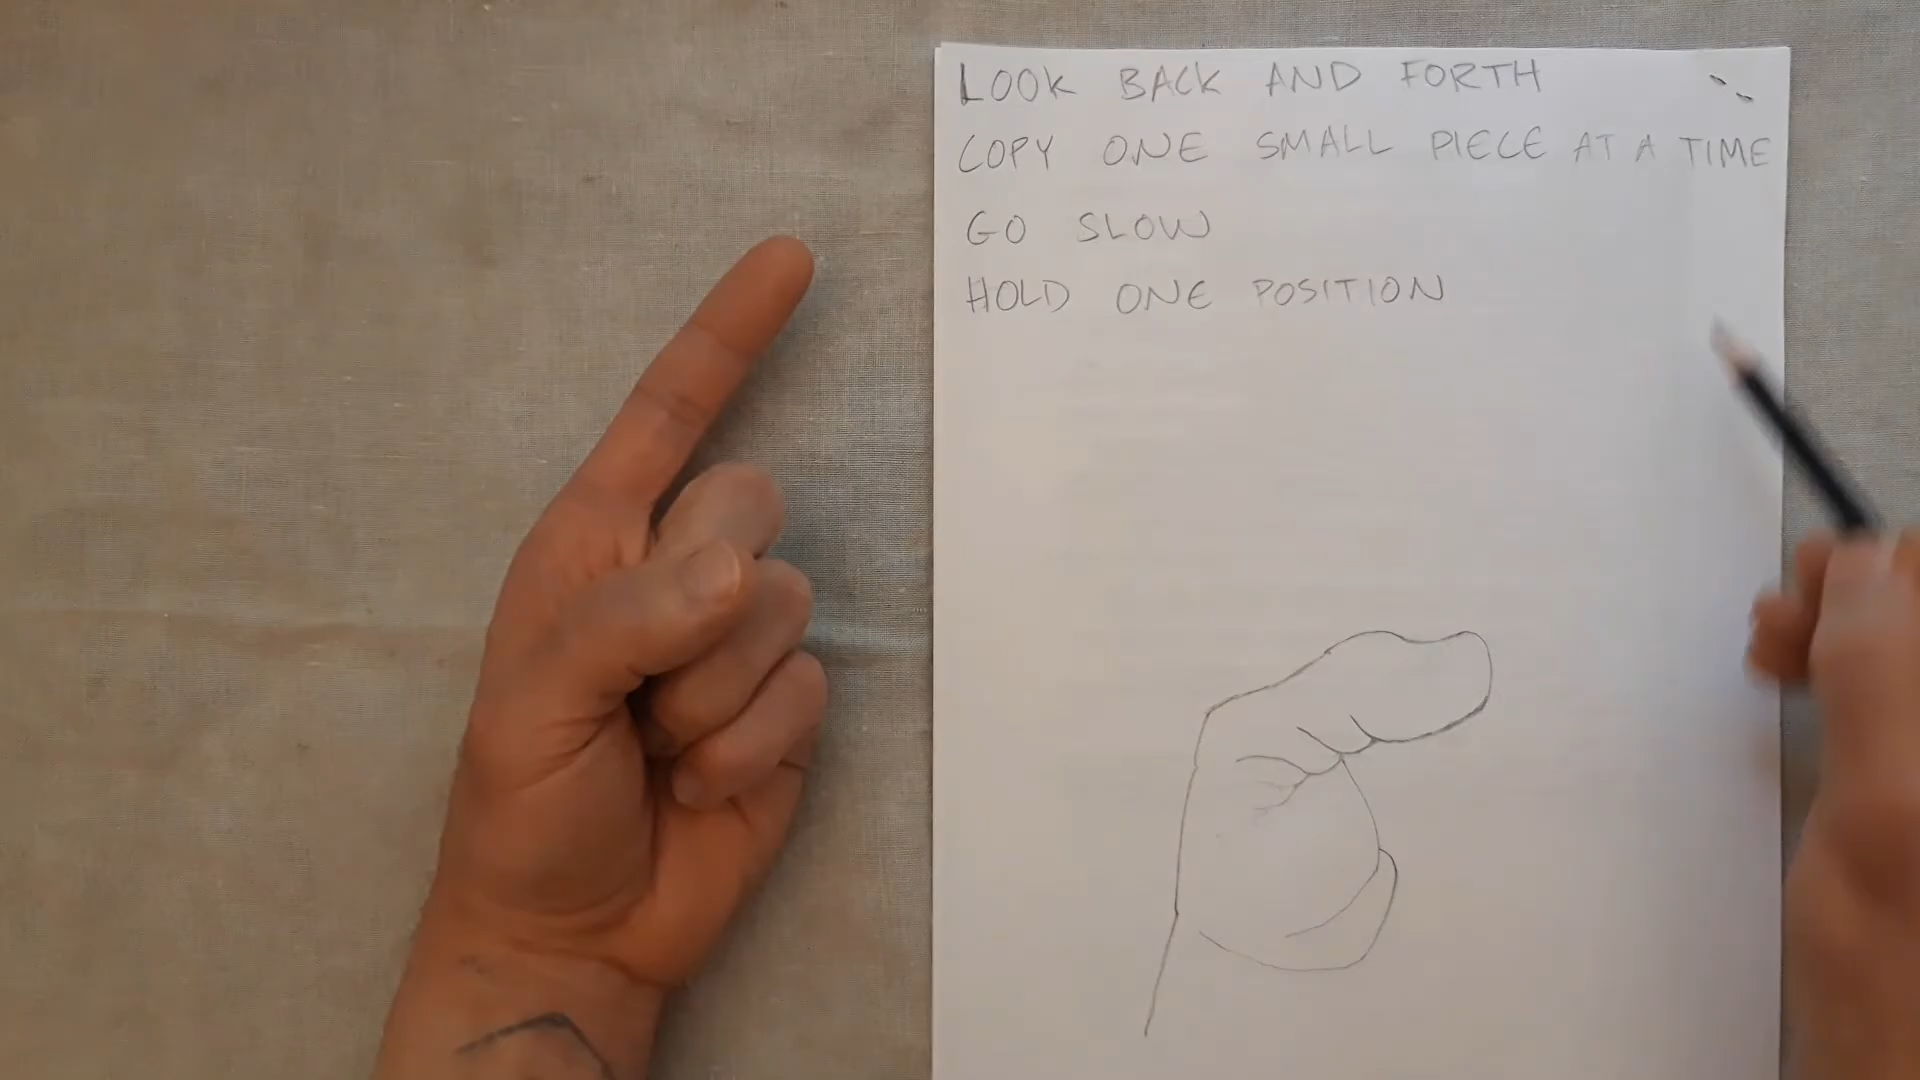 LOOK BACK AND FORTH
COPY ONE SMALL PIECE AT A TIME
GO SLOW
HOLD ONE POSITION